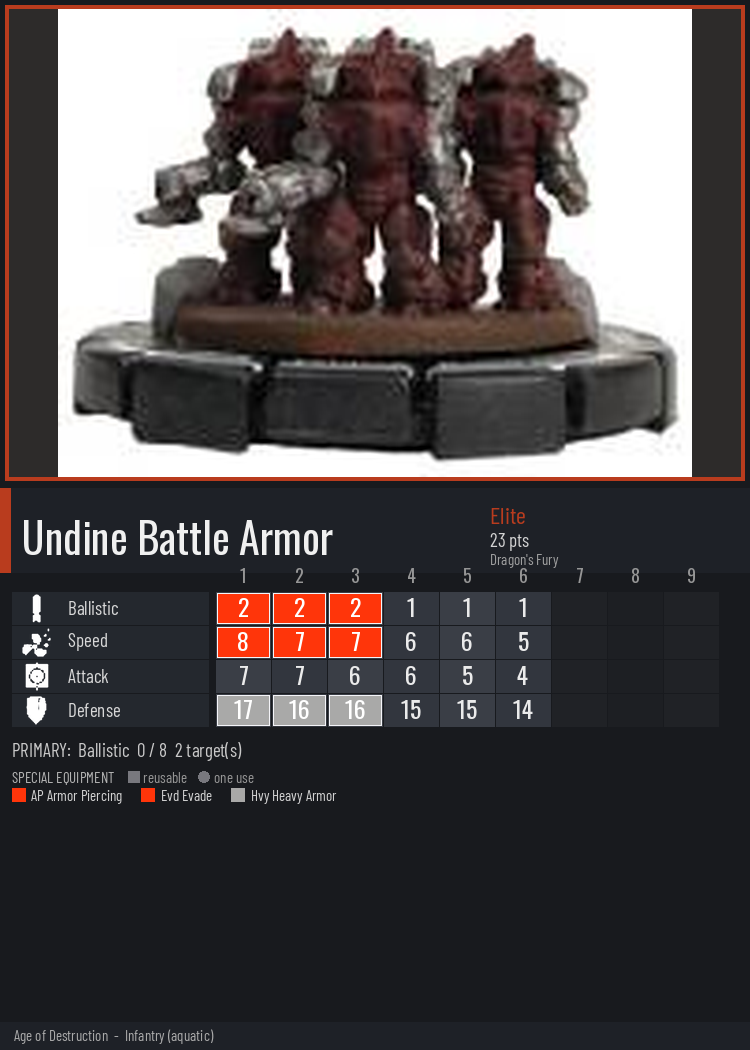 Undine Battle Armor
Elite
23 pts
Dragon's Fury
1 2 3 4 5 6 7 8 9
Ballistic 2 2 2 1 1 1
Speed 8 7 7 6 6 5
Attack 7 7 6 6 5 4
Defense 17 16 16 15 15 14
PRIMARY: Ballistic 0 / 8 2 target(s)
SPECIAL EQUIPMENT reusable one use
AP Armor Piercing Evd Evade Hvy Heavy Armor
Age of Destruction - Infantry (aquatic)